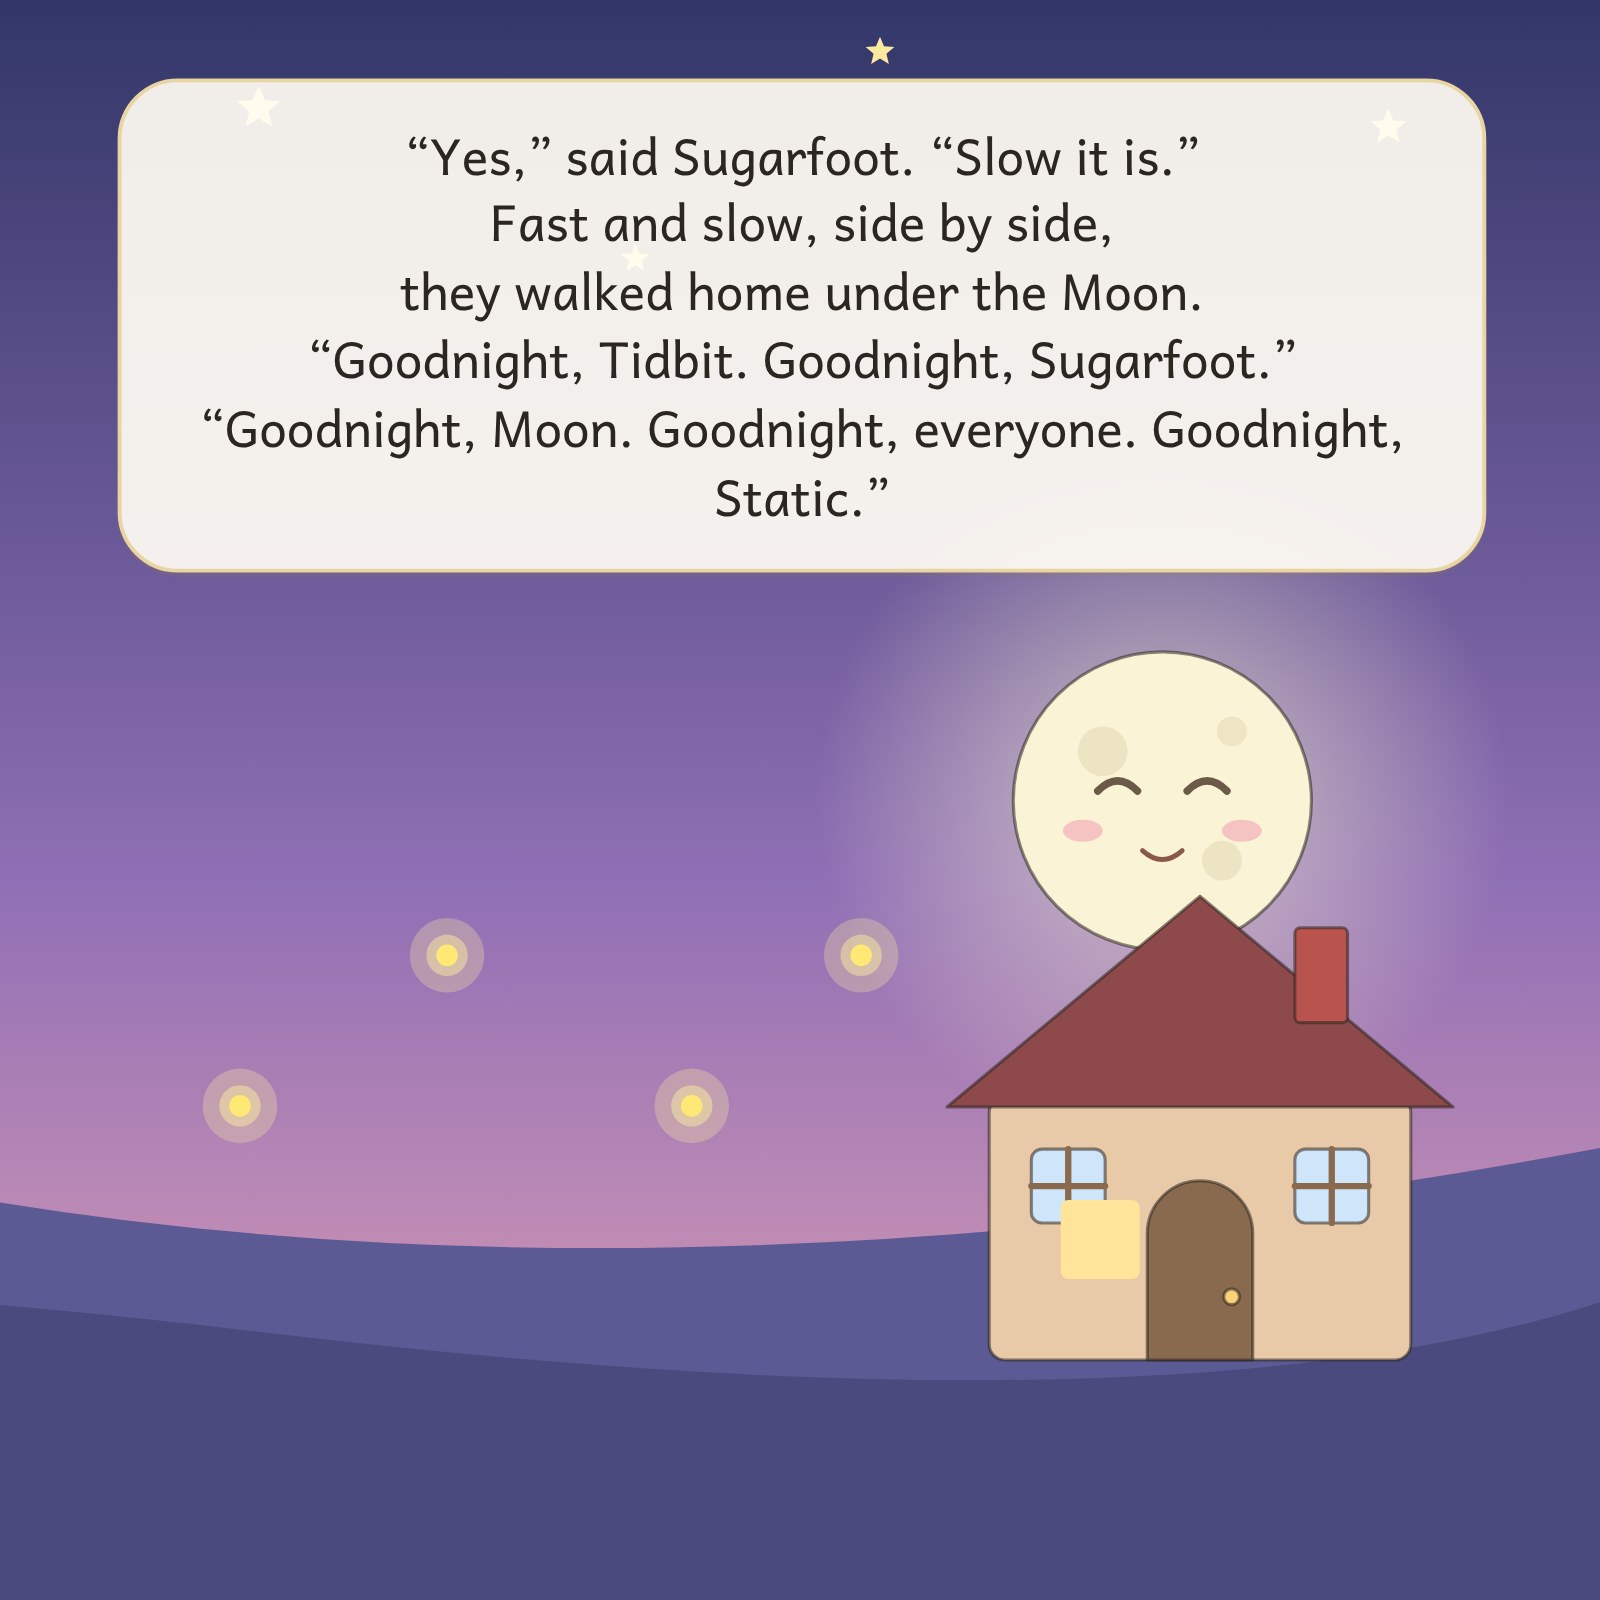 “Yes,” said Sugarfoot. “Slow it is.”
Fast and slow, side by side,
they walked home under the Moon.
“Goodnight, Tidbit. Goodnight, Sugarfoot.”
“Goodnight, Moon. Goodnight, everyone. Goodnight,
Static.”